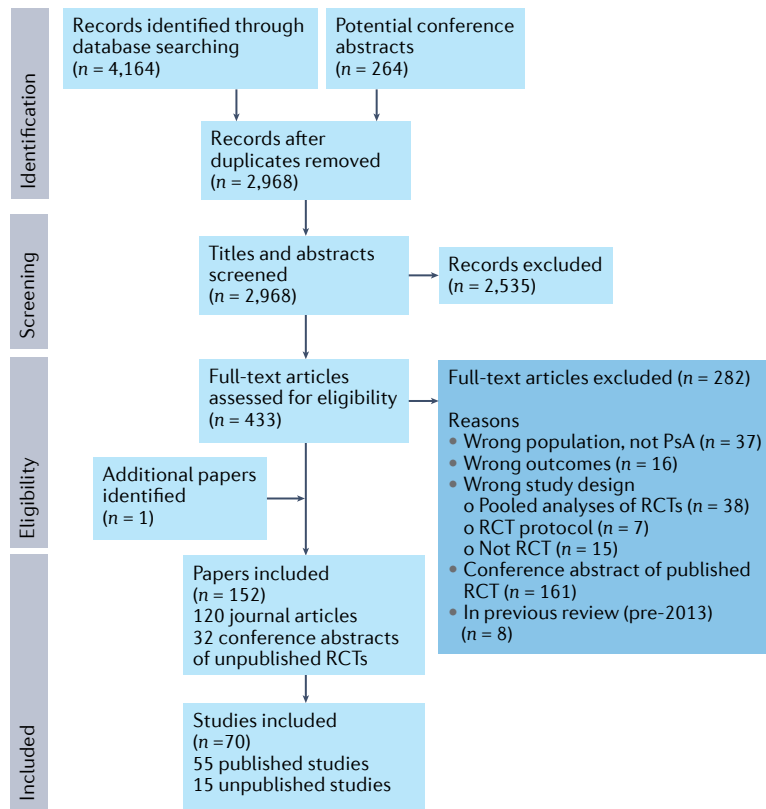 Identification
Records identified through
database searching
(n = 4,164)
Potential conference
abstracts
(n = 264)
Records after
duplicates removed
(n = 2,968)
Screening
Titles and abstracts
screened
(n = 2,968)
Records excluded
(n = 2,535)
Eligibility
Full-text articles
assessed for eligibility
(n = 433)
Full-text articles excluded (n = 282)
Reasons
• Wrong population, not PsA (n = 37)
• Wrong outcomes (n = 16)
• Wrong study design
o Pooled analyses of RCTs (n = 38)
o RCT protocol (n = 7)
o Not RCT (n = 15)
• Conference abstract of published
RCT (n = 161)
• In previous review (pre-2013)
(n = 8)
Additional papers
identified
(n = 1)
Included
Papers included
(n = 152)
120 journal articles
32 conference abstracts
of unpublished RCTs
Studies included
(n =70)
55 published studies
15 unpublished studies